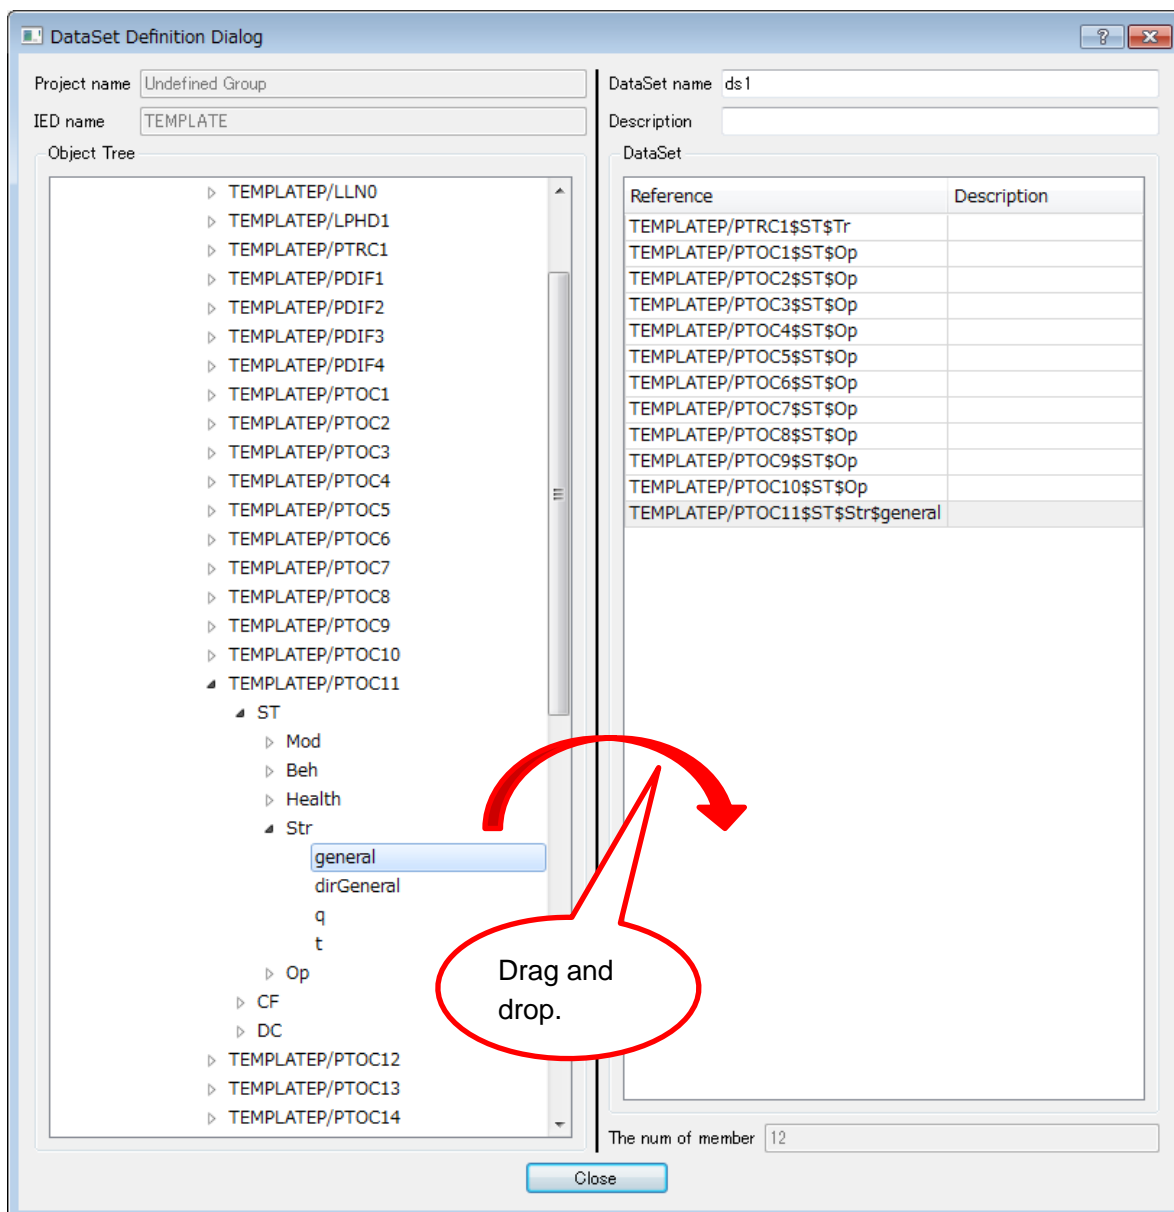 DataSet Definition Dialog
Project name Undefined Group
IED name TEMPLATE
Object Tree
TEMPLATEP/LLN0
TEMPLATEP/LPHD1
TEMPLATEP/PTRC1
TEMPLATEP/PDIF1
TEMPLATEP/PDIF2
TEMPLATEP/PDIF3
TEMPLATEP/PDIF4
TEMPLATEP/PTOC1
TEMPLATEP/PTOC2
TEMPLATEP/PTOC3
TEMPLATEP/PTOC4
TEMPLATEP/PTOC5
TEMPLATEP/PTOC6
TEMPLATEP/PTOC7
TEMPLATEP/PTOC8
TEMPLATEP/PTOC9
TEMPLATEP/PTOC10
TEMPLATEP/PTOC11
ST
Mod
Beh
Health
Str
general
dirGeneral
q
t
Op
CF
DC
TEMPLATEP/PTOC12
TEMPLATEP/PTOC13
TEMPLATEP/PTOC14
DataSet name ds1
Description
DataSet
Reference Description
TEMPLATEP/PTRC1$ST$Tr
TEMPLATEP/PTOC1$ST$Op
TEMPLATEP/PTOC2$ST$Op
TEMPLATEP/PTOC3$ST$Op
TEMPLATEP/PTOC4$ST$Op
TEMPLATEP/PTOC5$ST$Op
TEMPLATEP/PTOC6$ST$Op
TEMPLATEP/PTOC7$ST$Op
TEMPLATEP/PTOC8$ST$Op
TEMPLATEP/PTOC9$ST$Op
TEMPLATEP/PTOC10$ST$Op
TEMPLATEP/PTOC11$ST$Str$general
Drag and
drop.
The num of member 12
Close